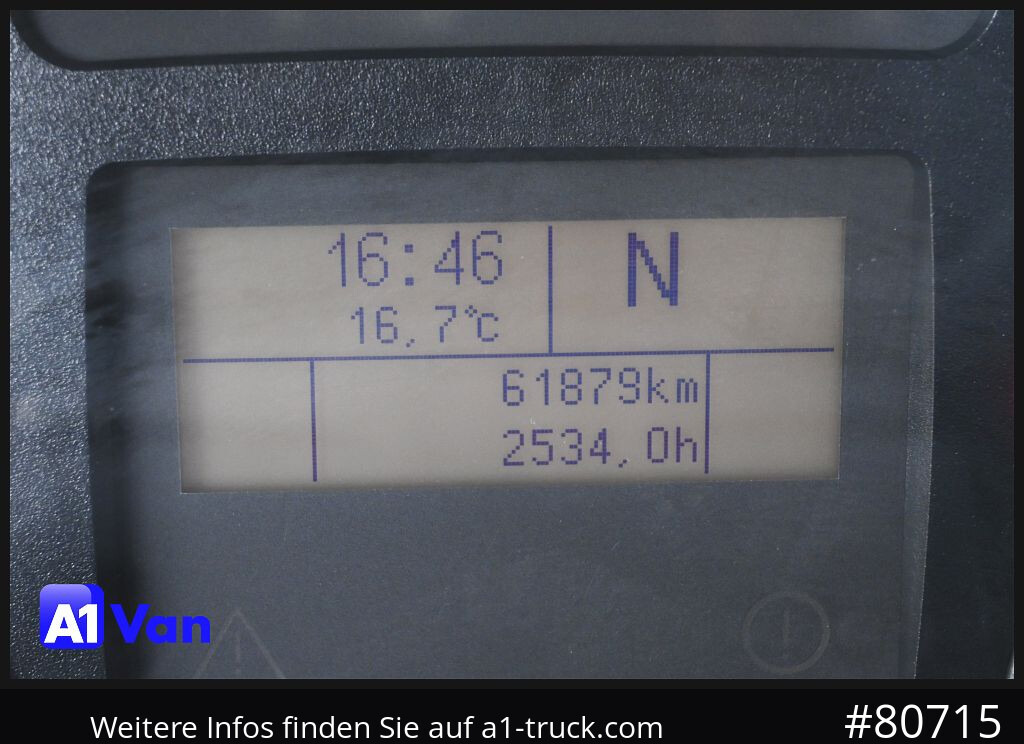 16:46
N
16,7°C
61879km
2534,0h
A1 Van
Weitere Infos finden Sie auf a1-truck.com
#80715